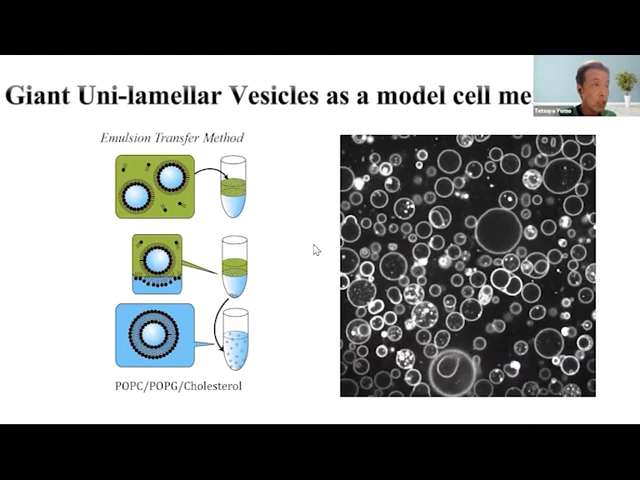 Giant Uni-lamellar Vesicles as a model cell me
Tetsuya Yomo
Emulsion Transfer Method
POPC/POPG/Cholesterol